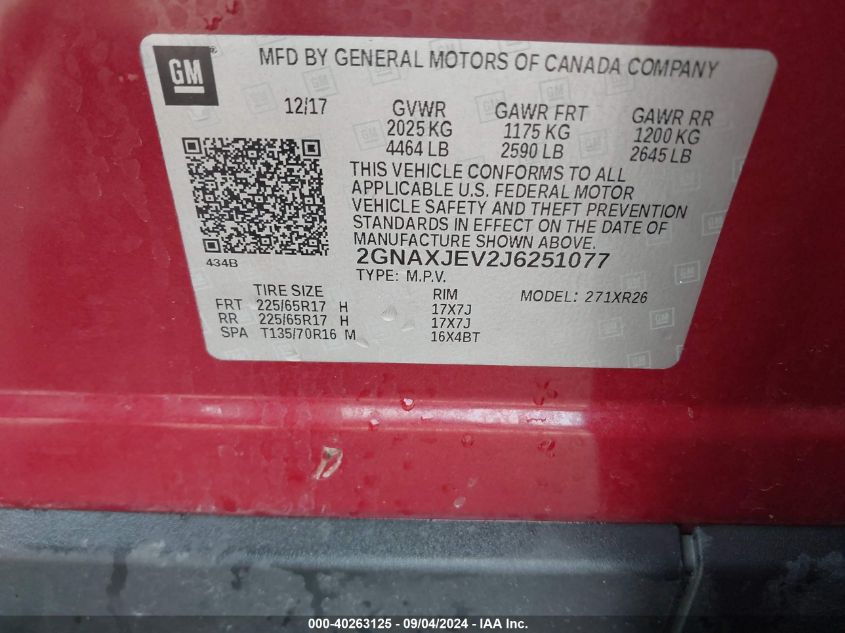 MFD BY GENERAL MOTORS OF CANADA COMPANY
GM
12/17 GVWR GAWR FRT GAWR RR
2025 KG 1175 KG 1200 KG
4464 LB 2590 LB 2645 LB
THIS VEHICLE CONFORMS TO ALL
APPLICABLE U.S. FEDERAL MOTOR
VEHICLE SAFETY AND THEFT PREVENTION
STANDARDS IN EFFECT ON THE DATE OF
MANUFACTURE SHOWN ABOVE.
434B 2GNAXJEV2J6251077
TYPE: M.P.V.
TIRE SIZE RIM MODEL: 271XR26
FRT 225/65R17 H 17X7J
RR 225/65R17 H 17X7J
SPA T135/70R16 M 16X4BT
000-40263125 - 09/04/2024 - IAA Inc.